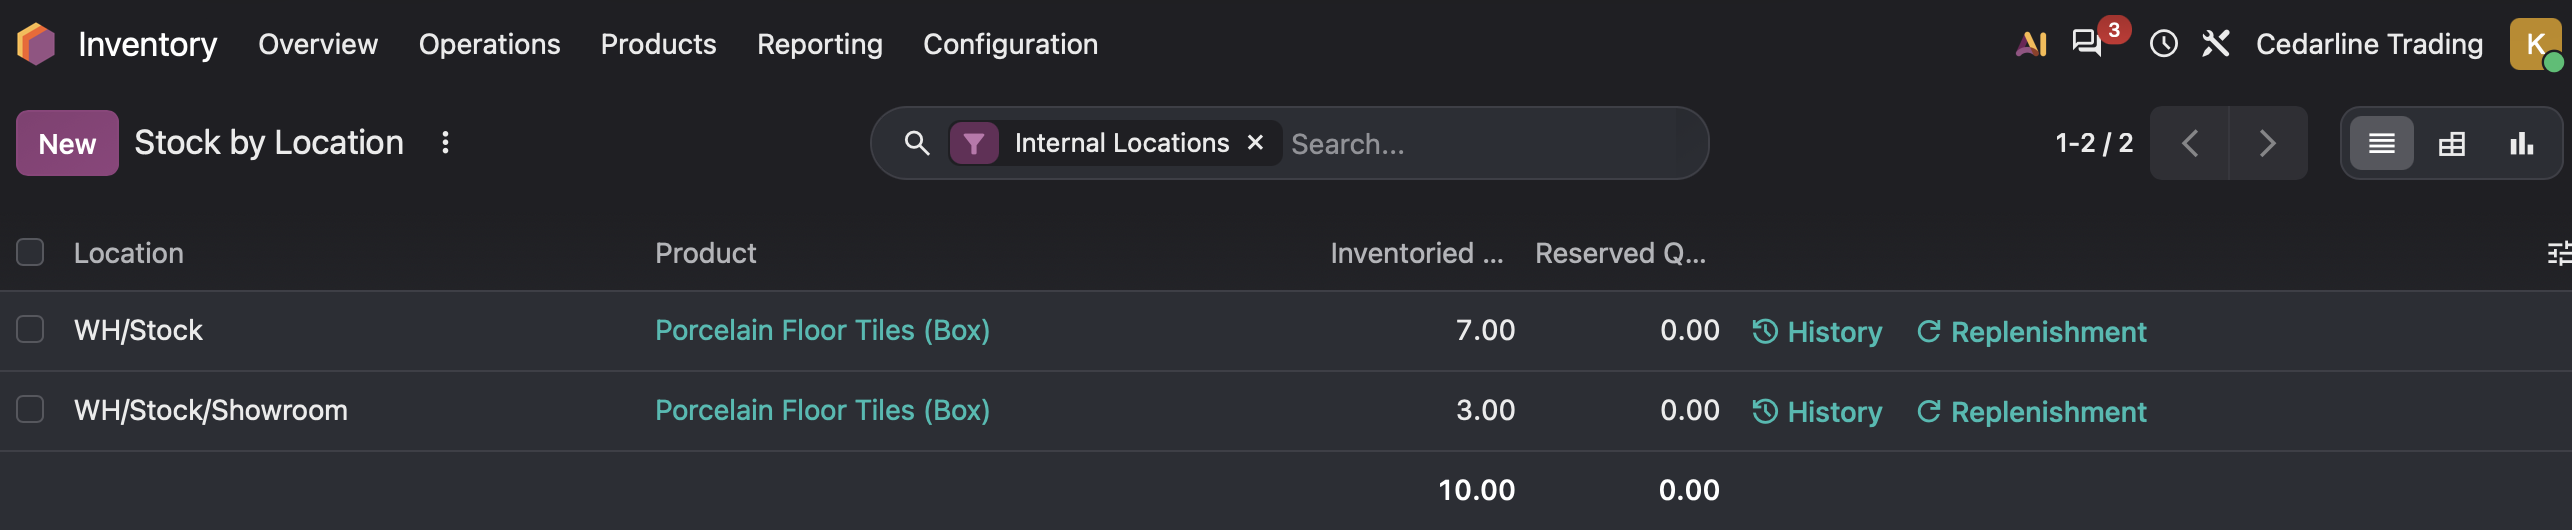 Inventory Overview Operations Products Reporting Configuration AI 3 Cedarline Trading K
New Stock by Location Internal Locations Search... 1-2 / 2
Location Product Inventoried ... Reserved Q...
WH/Stock Porcelain Floor Tiles (Box) 7.00 0.00 History Replenishment
WH/Stock/Showroom Porcelain Floor Tiles (Box) 3.00 0.00 History Replenishment
10.00 0.00